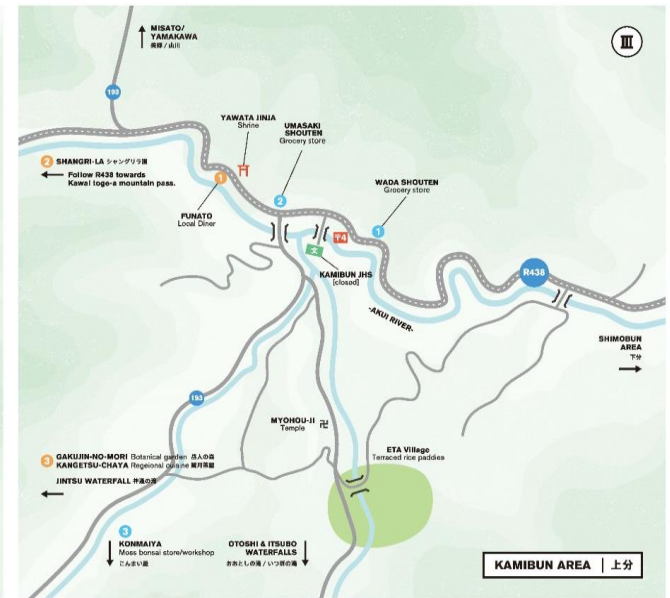 MISATO/
YAMAKAWA
美郷 / 山川
III
193
YAWATA JINJA
Shrine
UMASAKI
SHOUTEN
Grocery store
2 SHANGRI-LA シャングリラ園
Follow R438 towards
Kawai toge-a mountain pass.
1
2
WADA SHOUTEN
Grocery store
1
FUNATO
Local Diner
〒4
文
KAMIBUN JHS
[closed]
R438
-AKUI RIVER-
SHIMOBUN
AREA
下分
193
MYOHOU-JI
Temple
卍
ETA Village
Terraced rice paddies
3 GAKUJIN-NO-MORI Botanical garden 岳人の森
KANGETSU-CHAYA Regeional cuisine 観月茶屋
JINTSU WATERFALL 神通の滝
3
KONMAIYA
Moss bonsai store/workshop
こんまい屋
OTOSHI & ITSUBO
WATERFALLS
おおとしの滝 / いつぼの滝
KAMIBUN AREA | 上分